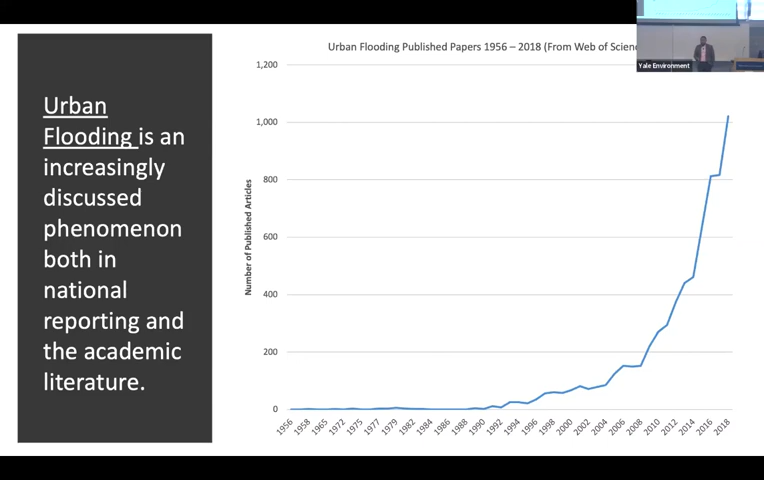 Urban
Flooding is an
increasingly
discussed
phenomenon
both in
national
reporting and
the academic
literature.
Urban Flooding Published Papers 1956 – 2018 (From Web of Scien
Number of Published Articles
1,200
1,000
800
600
400
200
0
1956
1958
1965
1972
1975
1977
1979
1982
1984
1986
1988
1990
1992
1994
1996
1998
2000
2002
2004
2006
2008
2010
2012
2014
2016
2018
Yale Environment